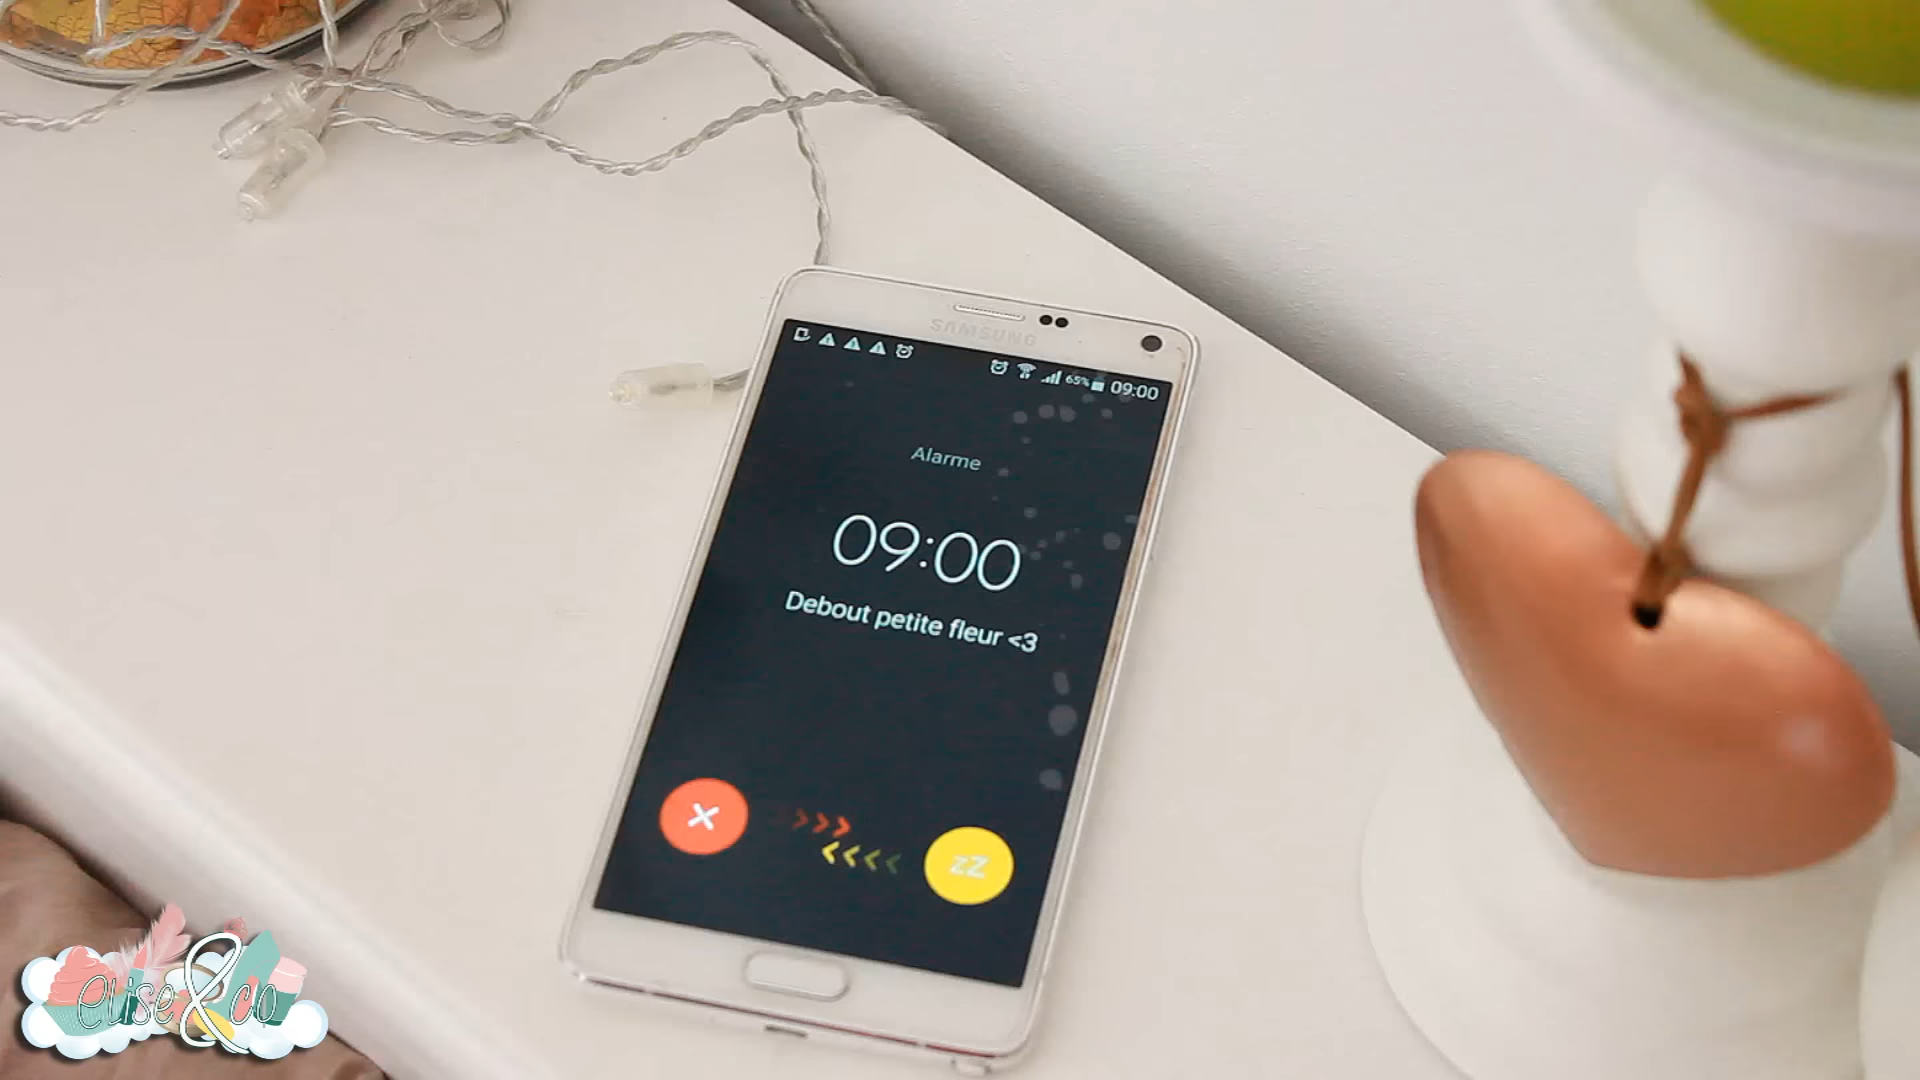 SAMSUNG
65% 09:00
Alarme
09:00
Debout petite fleur <3
zZ
elise & co